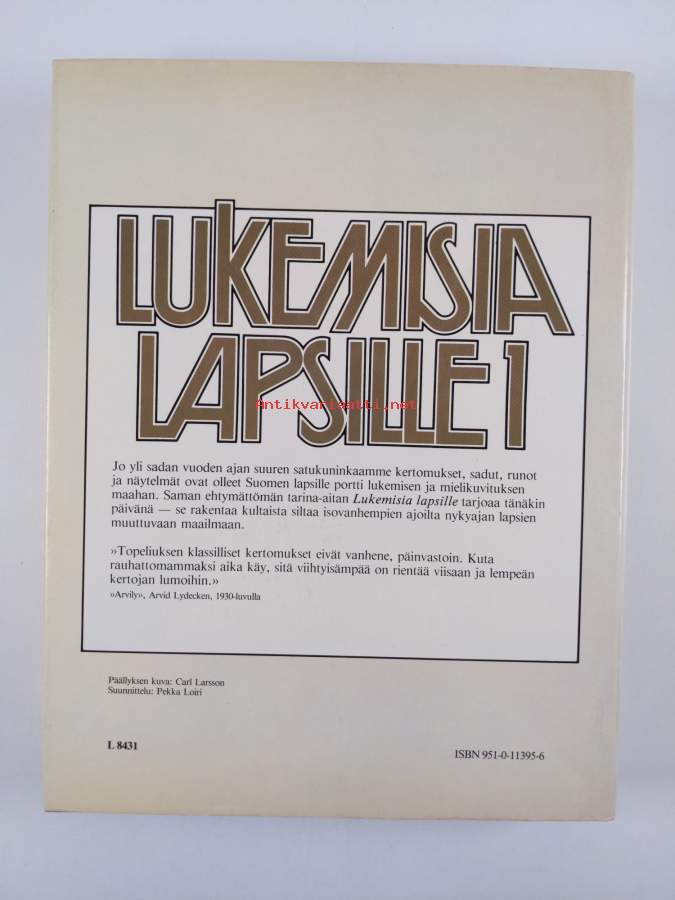 LUKEMISIA
LAPSILLE 1
Antikvariaatti.net
Jo yli sadan vuoden ajan suuren satukuninkaamme kertomukset, sadut, runot
ja näytelmät ovat olleet Suomen lapsille portti lukemisen ja mielikuvituksen
maahan. Saman ehtymättömän tarina-aitan Lukemisia lapsille tarjoaa tänäkin
päivänä — se rakentaa kultaista siltaa isovanhempien ajoilta nykyajan lapsien
muuttuvaan maailmaan.
»Topeliuksen klassilliset kertomukset eivät vanhene, päinvastoin. Kuta
rauhattomammaksi aika käy, sitä viihtyisämpää on rientää viisaan ja lempeän
kertojan lumoihin.»
»Arvily», Arvid Lydecken, 1930-luvulla
Päällyksen kuva: Carl Larsson
Suunnittelu: Pekka Loiri
L 8431
ISBN 951-0-11395-6